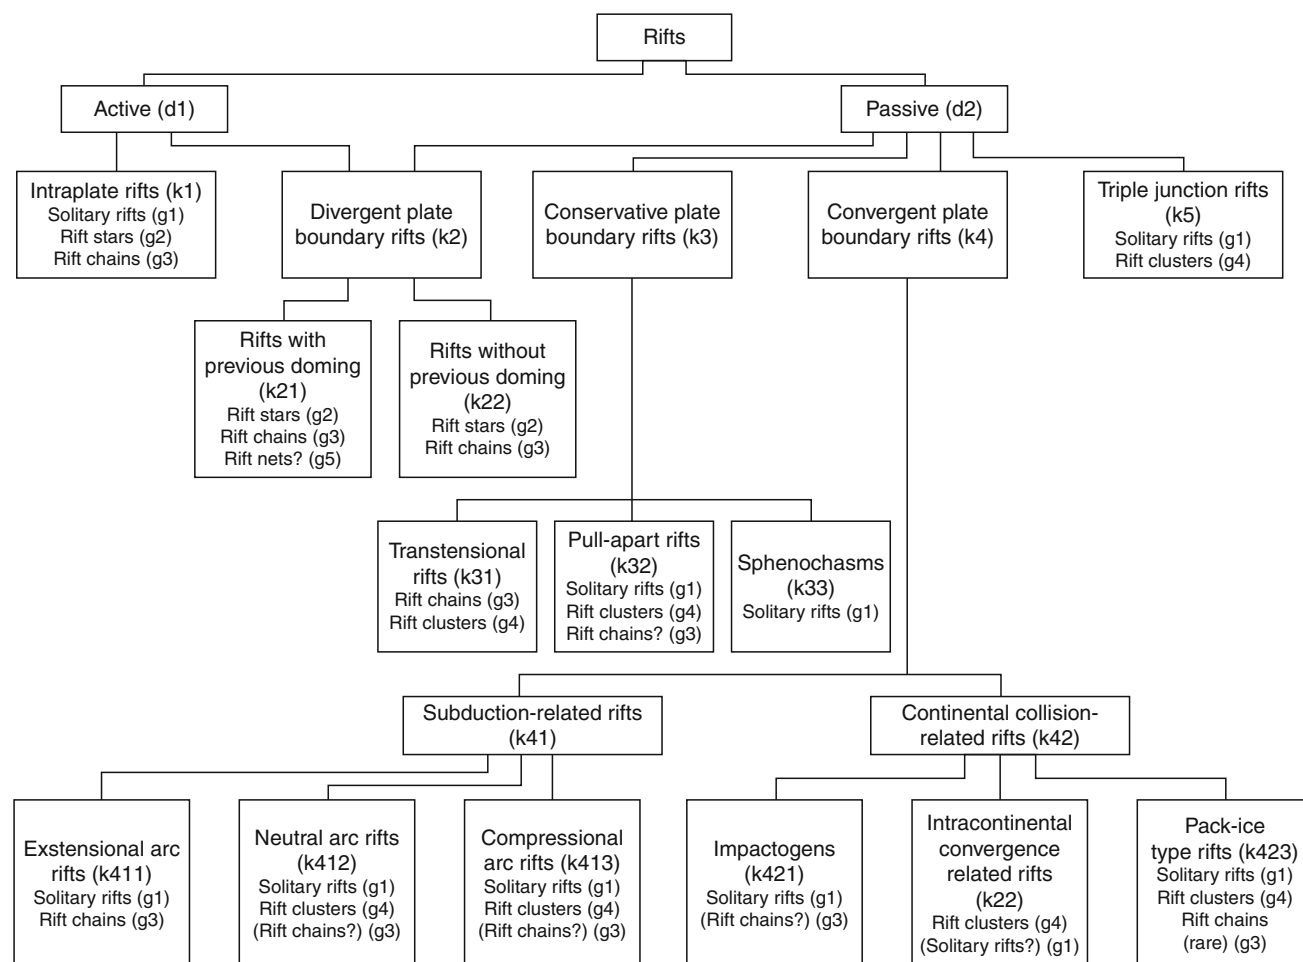 Rifts
Active (d1)
Passive (d2)
Intraplate rifts (k1)
Solitary rifts (g1)
Rift stars (g2)
Rift chains (g3)
Divergent plate
boundary rifts (k2)
Conservative plate
boundary rifts (k3)
Convergent plate
boundary rifts (k4)
Triple junction rifts
(k5)
Solitary rifts (g1)
Rift clusters (g4)
Rifts with
previous doming
(k21)
Rift stars (g2)
Rift chains (g3)
Rift nets? (g5)
Rifts without
previous doming
(k22)
Rift stars (g2)
Rift chains (g3)
Transtensional
rifts (k31)
Rift chains (g3)
Rift clusters (g4)
Pull-apart rifts
(k32)
Solitary rifts (g1)
Rift clusters (g4)
Rift chains? (g3)
Sphenochasms
(k33)
Solitary rifts (g1)
Subduction-related rifts
(k41)
Continental collision-
related rifts (k42)
Exstensional arc
rifts (k411)
Solitary rifts (g1)
Rift chains (g3)
Neutral arc rifts
(k412)
Solitary rifts (g1)
Rift clusters (g4)
(Rift chains?) (g3)
Compressional
arc rifts (k413)
Solitary rifts (g1)
Rift clusters (g4)
(Rift chains?) (g3)
Impactogens
(k421)
Solitary rifts (g1)
(Rift chains?) (g3)
Intracontinental
convergence
related rifts
(k22)
Rift clusters (g4)
(Solitary rifts?) (g1)
Pack-ice
type rifts (k423)
Solitary rifts (g1)
Rift clusters (g4)
Rift chains
(rare) (g3)